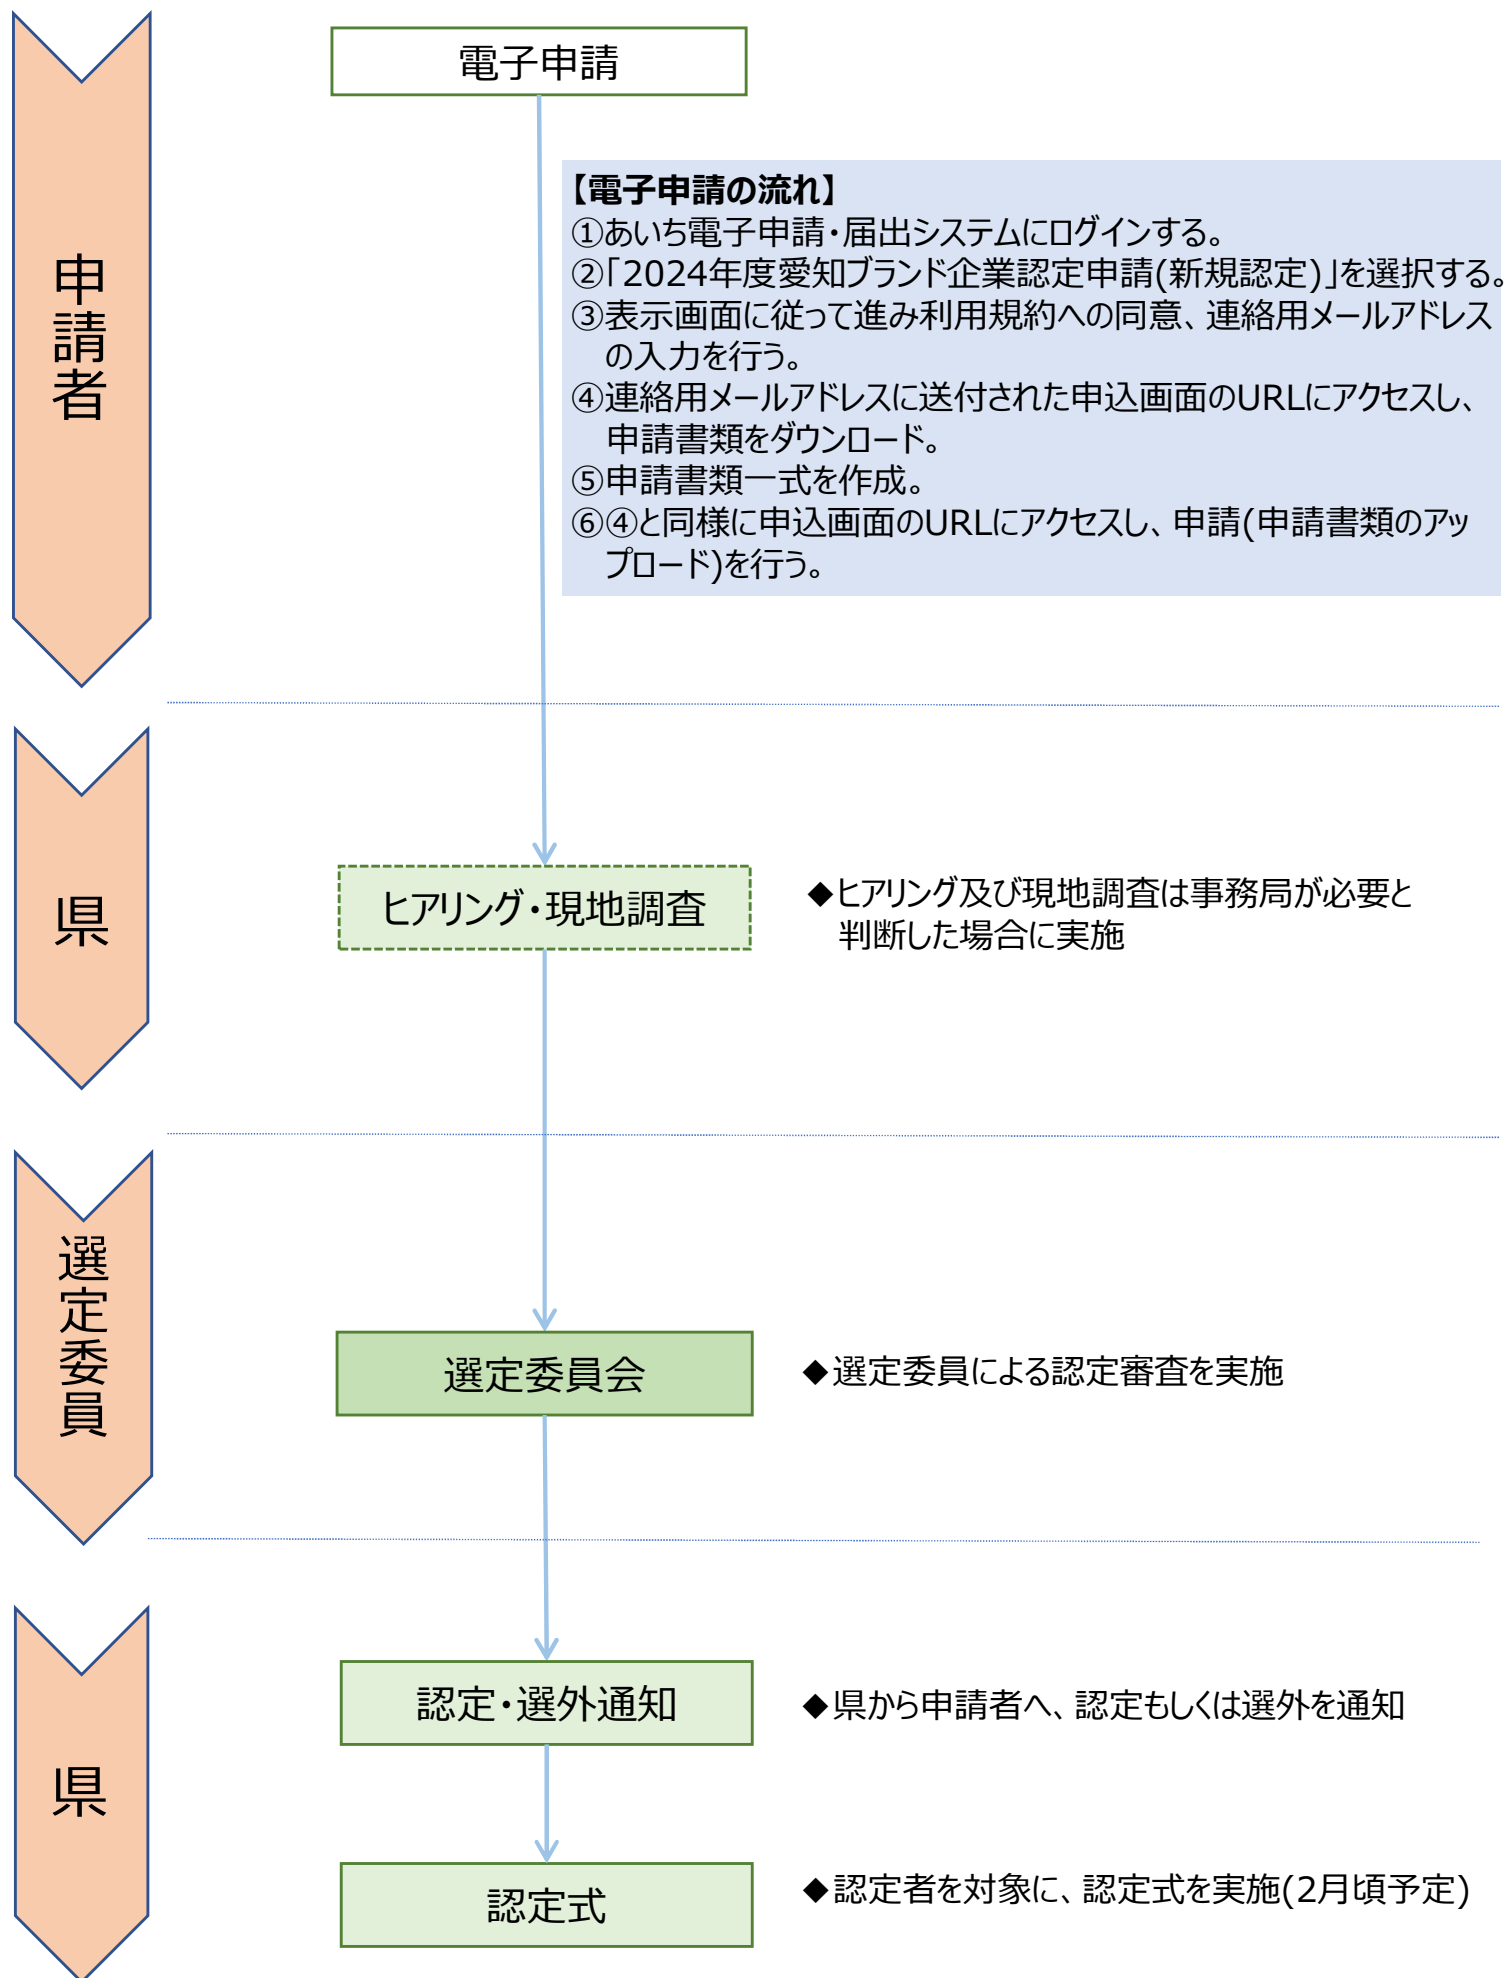 電子申請
申請者
【電子申請の流れ】
①あいち電子申請・届出システムにログインする。
②「2024年度愛知ブランド企業認定申請(新規認定)」を選択する。
③表示画面に従って進み利用規約への同意、連絡用メールアドレス
の入力を行う。
④連絡用メールアドレスに送付された申込画面のURLにアクセスし、
申請書類をダウンロード。
⑤申請書類一式を作成。
⑥④と同様に申込画面のURLにアクセスし、申請(申請書類のアッ
プロード)を行う。
県
ヒアリング・現地調査
◆ヒアリング及び現地調査は事務局が必要と
判断した場合に実施
選定委員
選定委員会
◆選定委員による認定審査を実施
県
認定・選外通知
◆県から申請者へ、認定もしくは選外を通知
認定式
◆認定者を対象に、認定式を実施(2月頃予定)